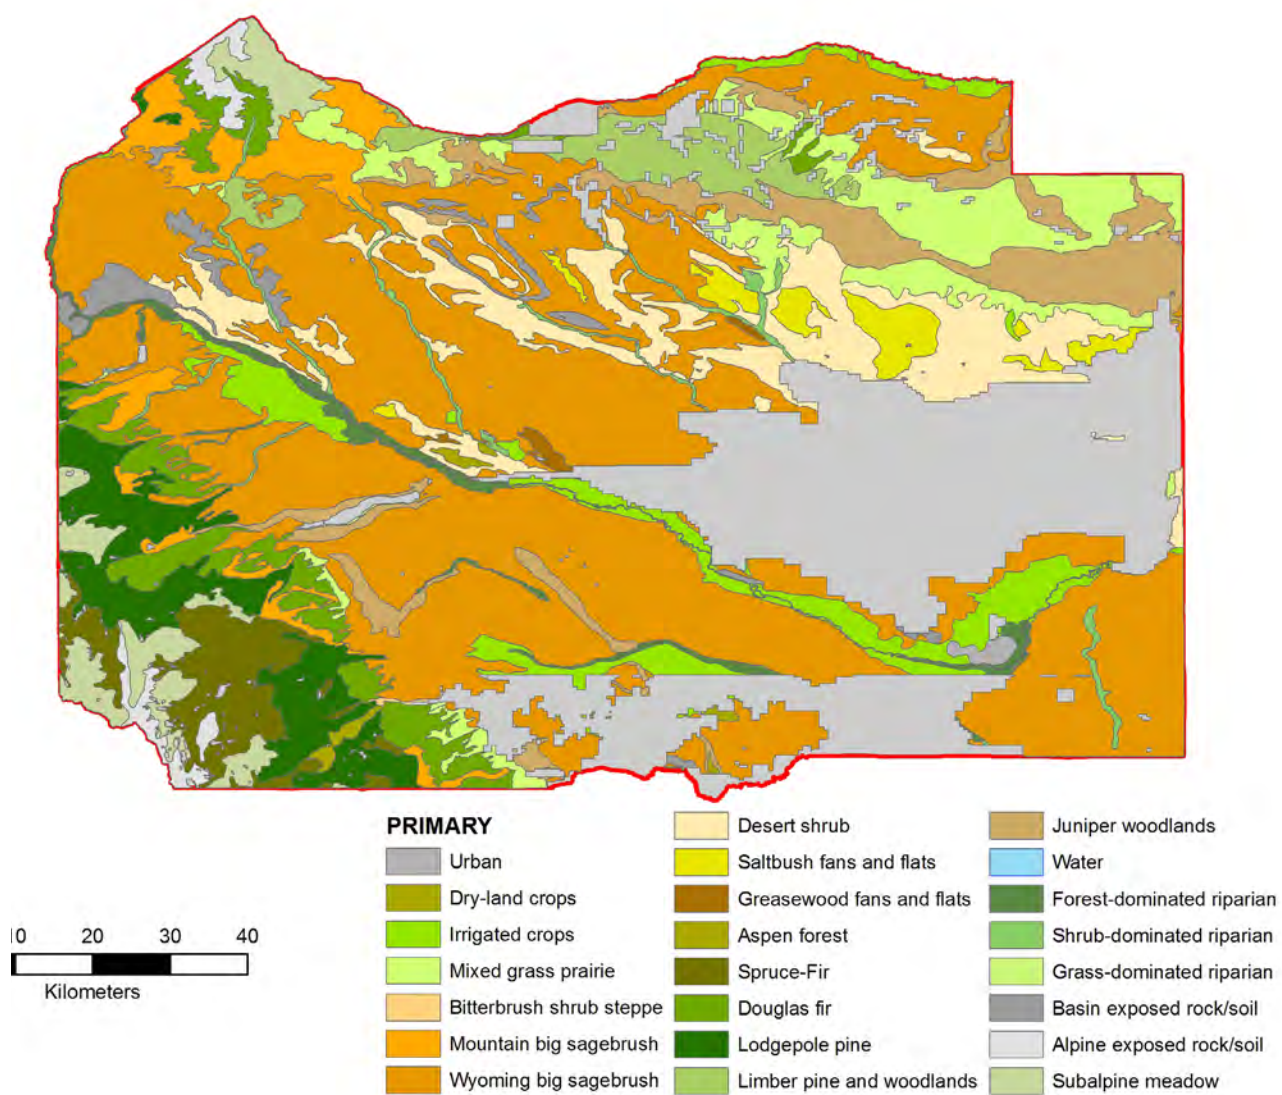 PRIMARY
Urban
Dry-land crops
Irrigated crops
Mixed grass prairie
Bitterbrush shrub steppe
Mountain big sagebrush
Wyoming big sagebrush
Desert shrub
Saltbush fans and flats
Greasewood fans and flats
Aspen forest
Spruce-Fir
Douglas fir
Lodgepole pine
Limber pine and woodlands
Juniper woodlands
Water
Forest-dominated riparian
Shrub-dominated riparian
Grass-dominated riparian
Basin exposed rock/soil
Alpine exposed rock/soil
Subalpine meadow
10 20 30 40
Kilometers